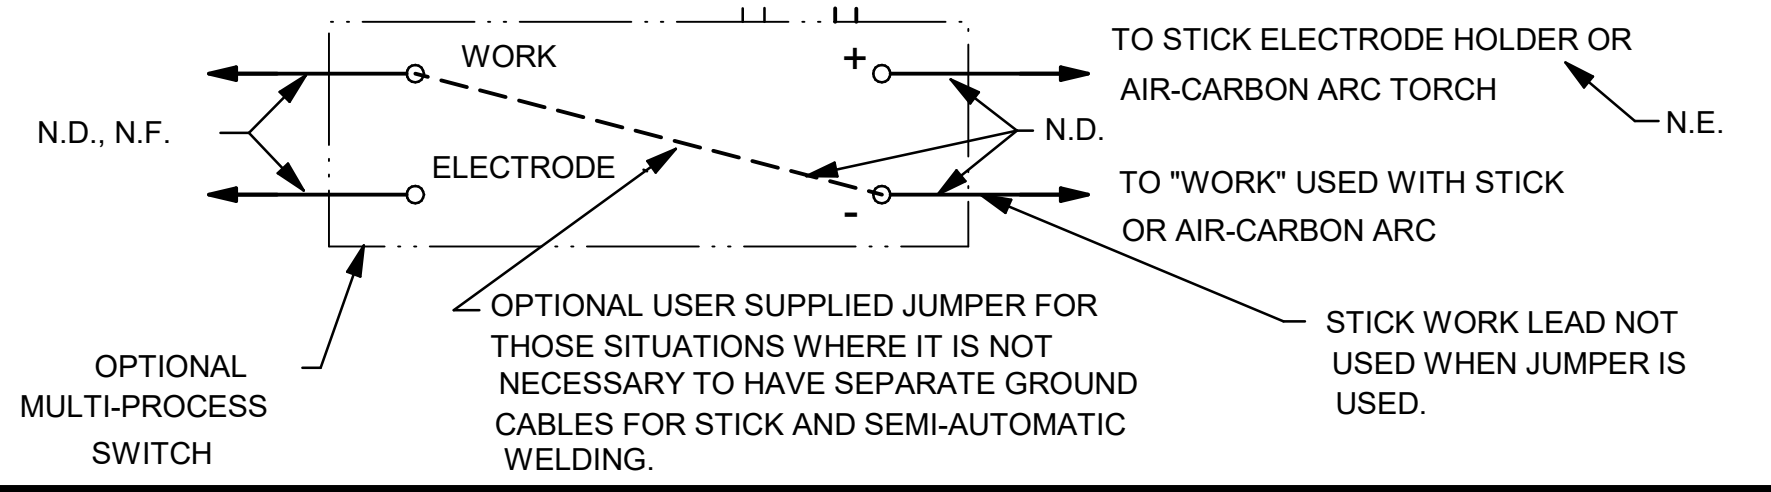 WORK
+
TO STICK ELECTRODE HOLDER OR
AIR-CARBON ARC TORCH
N.D., N.F.
N.D.
N.E.
ELECTRODE
-
TO "WORK" USED WITH STICK
OR AIR-CARBON ARC
OPTIONAL USER SUPPLIED JUMPER FOR
THOSE SITUATIONS WHERE IT IS NOT
NECESSARY TO HAVE SEPARATE GROUND
CABLES FOR STICK AND SEMI-AUTOMATIC
WELDING.
STICK WORK LEAD NOT
USED WHEN JUMPER IS
USED.
OPTIONAL
MULTI-PROCESS
SWITCH